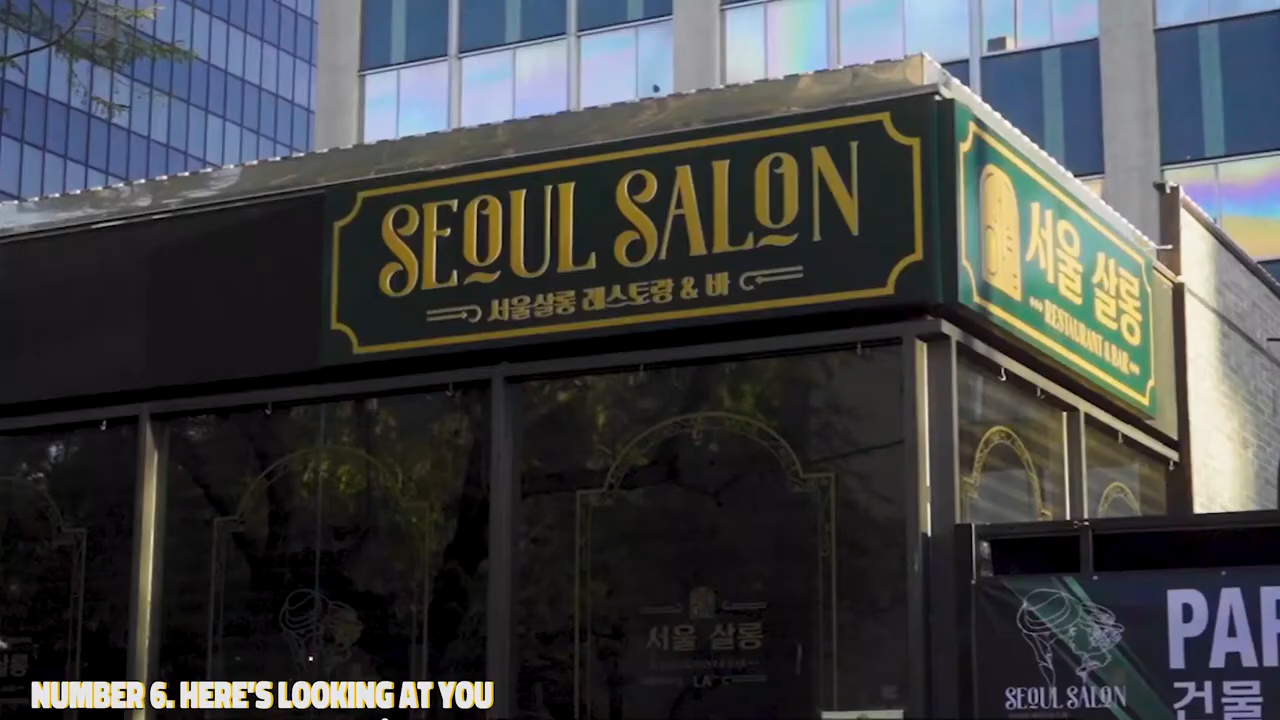 SEOUL SALON
서울살롱 레스토랑 & 바
서울 살롱
RESTAURANT & BAR
서울 살롱
LA
SEOUL SALON
PAR
건물
NUMBER 6. HERE'S LOOKING AT YOU